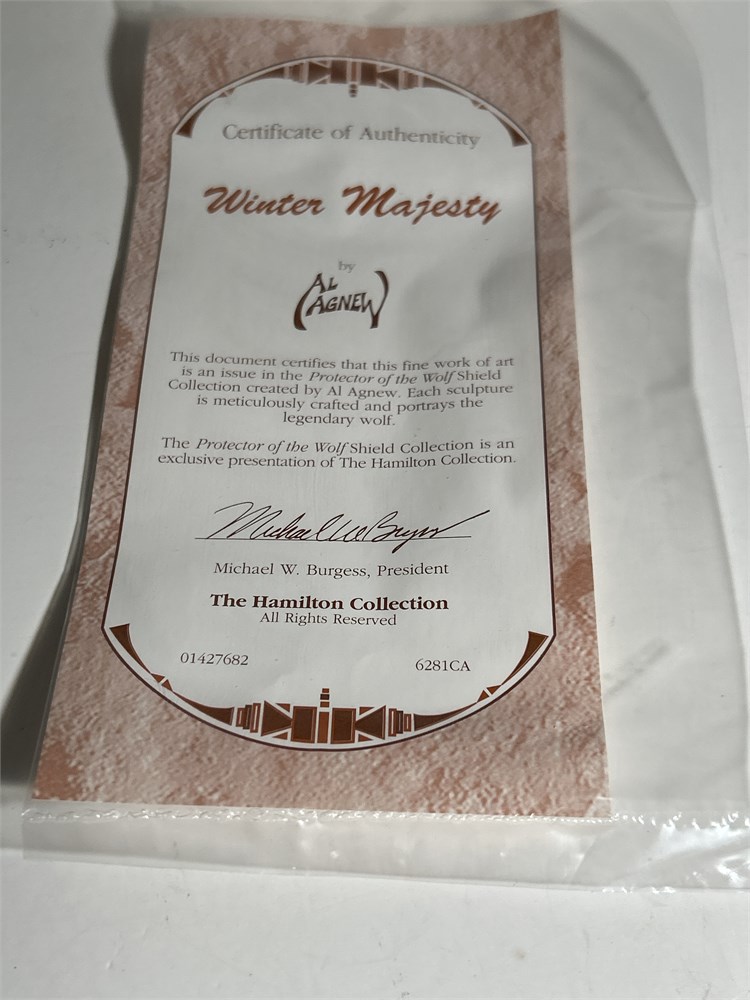 Certificate of Authenticity
Winter Majesty
by
AL
AGNEW
This document certifies that this fine work of art
is an issue in the Protector of the Wolf Shield
Collection created by Al Agnew. Each sculpture
is meticulously crafted and portrays the
legendary wolf.
The Protector of the Wolf Shield Collection is an
exclusive presentation of The Hamilton Collection.
Michael W. Burgess
Michael W. Burgess, President
The Hamilton Collection
All Rights Reserved
01427682 6281CA